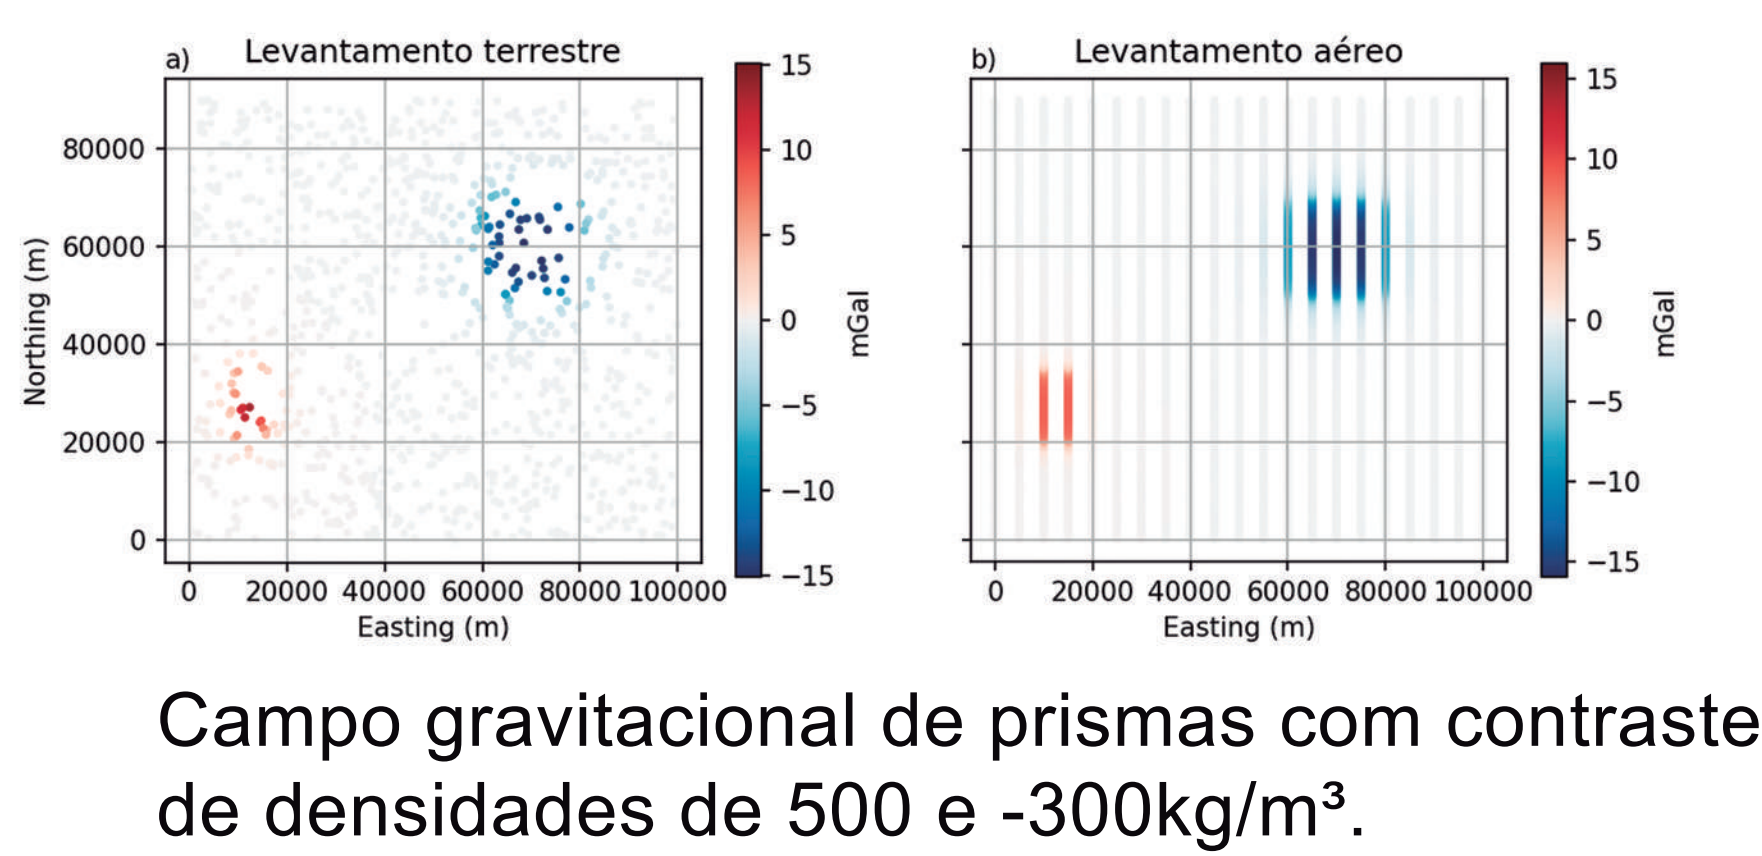 a) Levantamento terrestre
15
10
5
0
−5
−10
−15
mGal
80000
60000
40000
20000
0
Northing (m)
0 20000 40000 60000 80000 100000
Easting (m)
b) Levantamento aéreo
15
10
5
0
−5
−10
−15
mGal
0 20000 40000 60000 80000 100000
Easting (m)
Campo gravitacional de prismas com contraste
de densidades de 500 e -300kg/m³.